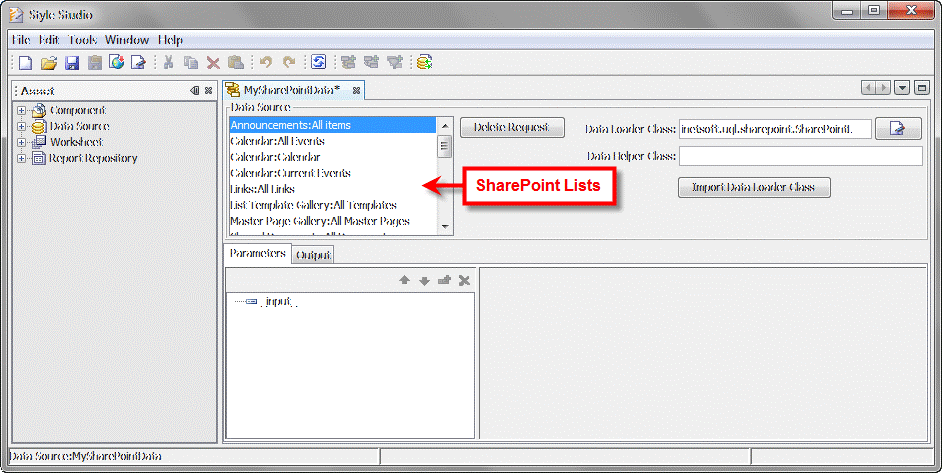 Style Studio
File Edit Tools Window Help
Asset
Component
Data Source
Worksheet
Report Repository
MySharePointData*
Data Source
Announcements:All items
Calendar:All Events
Calendar:Calendar
Calendar:Current Events
Links:All Links
List Template Gallery:All Templates
Master Page Gallery:All Master Pages
Delete Request
Data Loader Class:
inetsoft.uql.sharepoint.SharePointL
Data Helper Class:
Import Data Loader Class
SharePoint Lists
Parameters
Output
_input_
Data Source:MySharePointData